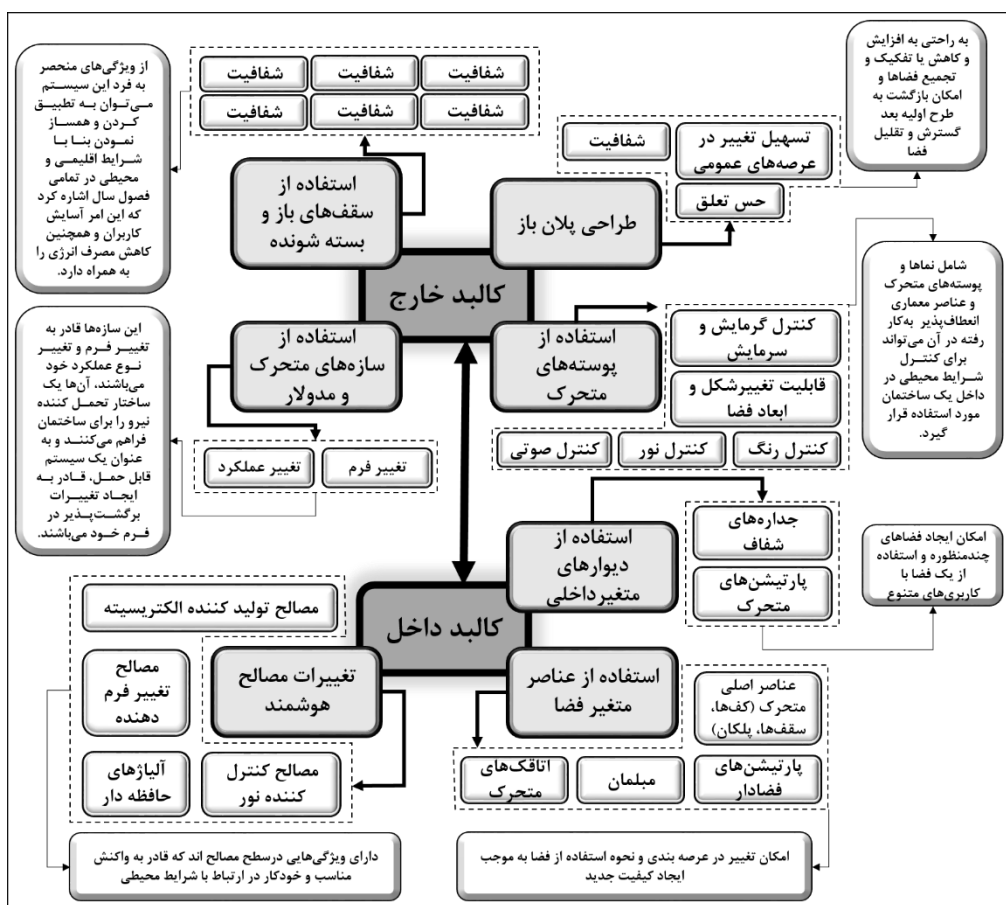 از ویژگی‌های منحصر
به فرد این سیستم
می‌توان به تطبیق
کردن و همساز
نمودن بنا با
شرایط اقلیمی و
محیطی در تمامی
فصول سال اشاره کرد
که این امر آسایش
کاربران و همچنین
کاهش مصرف انرژی را
به همراه دارد.
شفافیت
شفافیت
شفافیت
شفافیت
شفافیت
شفافیت
استفاده از
سقف‌های باز و
بسته شونده
به راحتی به افزایش
و کاهش یا تفکیک و
تجمیع فضاها و
امکان بازگشت به
طرح اولیه بعد
گسترش و تقلیل
فضا
تسهیل تغییر در
عرصه‌های عمومی
شفافیت
حس تعلق
طراحی پلان باز
کالبد خارج
شامل نماها و
پوسته‌های متحرک
و عناصر معماری
انعطاف‌پذیر به‌کار
رفته در آن می‌تواند
برای کنترل
شرایط محیطی در
داخل یک ساختمان
مورد استفاده قرار
گیرد.
کنترل گرمایش و
سرمایش
قابلیت تغییرشکل و
ابعاد فضا
کنترل رنگ
کنترل نور
کنترل صوتی
استفاده از
پوسته‌های
متحرک
استفاده از
سازه‌های متحرک
و مدولار
تغییر فرم
تغییر عملکرد
این سازه‌ها قادر به
تغییر فرم و تغییر
نوع عملکرد خود
می‌باشند، آن‌ها یک
ساختار تحمل کننده
نیرو را برای ساختمان
فراهم می‌کنند و به
عنوان یک سیستم
قابل حمل، قادر به
ایجاد تغییرات
برگشت‌پذیر در
فرم خود می‌باشند.
استفاده از
دیوارهای
متغیرداخلی
جداره‌های
شفاف
پارتیشن‌های
متحرک
امکان ایجاد فضاهای
چندمنظوره و استفاده
از یک فضا با
کاربری‌های متنوع
کالبد داخل
استفاده از عناصر
متغیر فضا
عناصر اصلی
متحرک (کف‌ها،
سقف‌ها، پلکان)
پارتیشن‌های
فضادار
مبلمان
اتاقک‌های
متحرک
امکان تغییر در عرصه بندی و نحوه استفاده از فضا به موجب
ایجاد کیفیت جدید
تغییرات مصالح
هوشمند
مصالح تولید کننده الکتریسیته
مصالح
تغییر فرم
دهنده
آلیاژهای
حافظه دار
مصالح کنترل
کننده نور
دارای ویژگی‌هایی درسطح مصالح اند که قادر به واکنش
مناسب و خودکار در ارتباط با شرایط محیطی